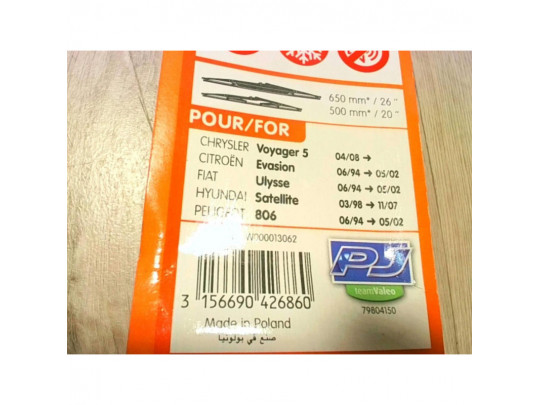 650 mm* / 26 "
500 mm* / 20 "
POUR/FOR
CHRYSLER Voyager 5 04/08 →
CITROËN Evasion 06/94 → 05/02
FIAT Ulysse 06/94 → 05/02
HYUNDAI Satellite 03/98 → 11/07
PEUGEOT 806 06/94 → 05/02
W000013062
PJ
teamValeo
3 156690 426860
79804150
Made in Poland
صنع في بولونيا